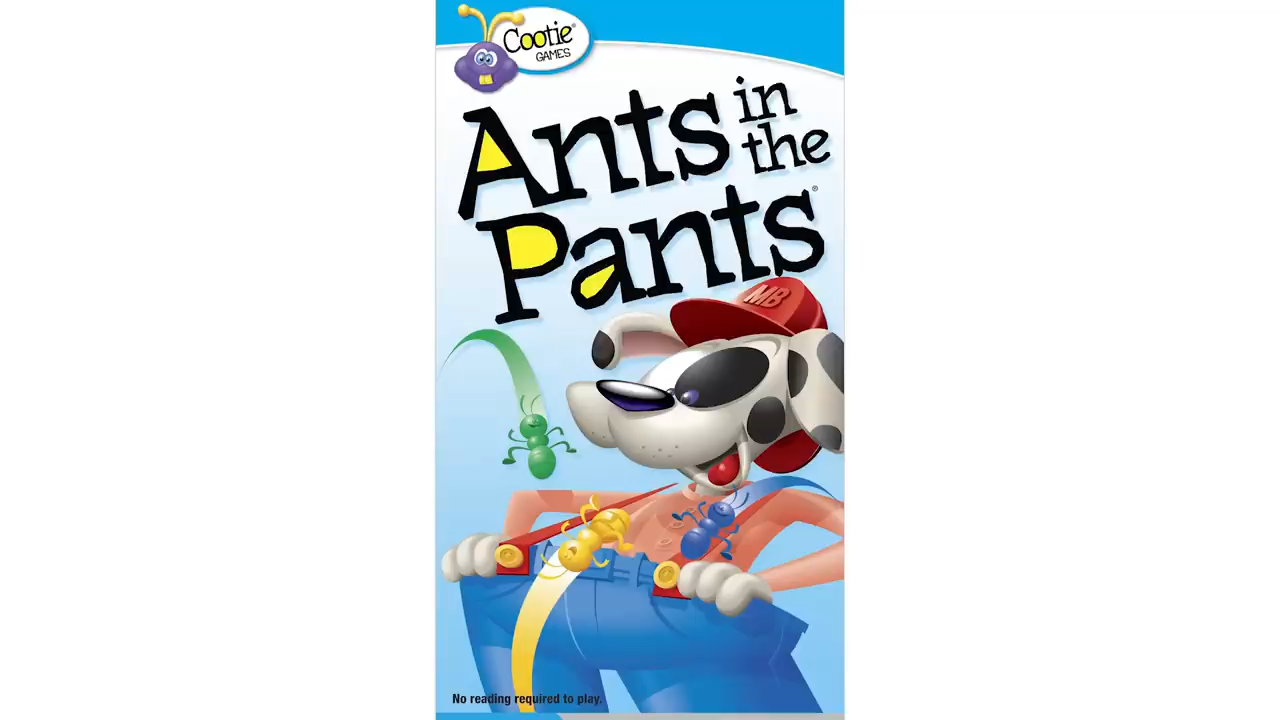 Cootie®
GAMES
Ants in
the
Pants®
MB
No reading required to play.